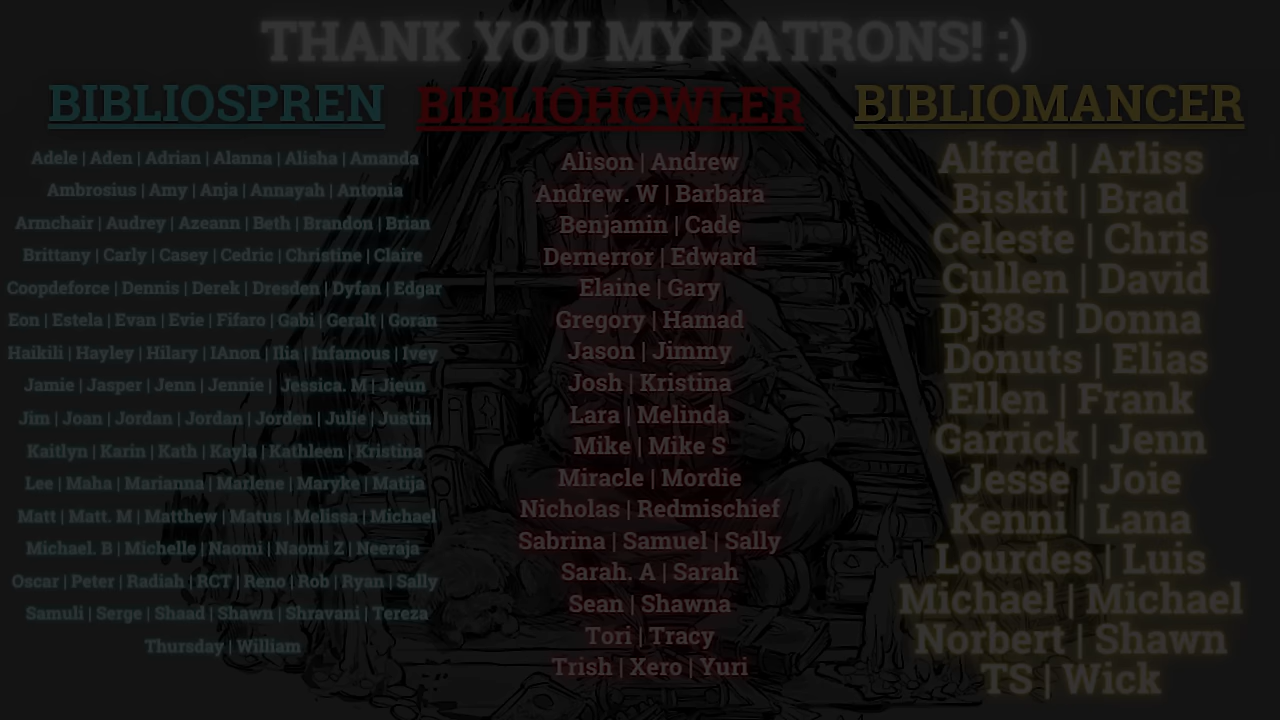 THANK YOU MY PATRONS! :)
BIBLIOSPREN
Adele | Aden | Adrian | Alanna | Alisha | Amanda
Ambrosius | Amy | Anja | Annayah | Antonia
Armchair | Audrey | Azeann | Beth | Brandon | Brian
Brittany | Carly | Casey | Cedric | Christine | Claire
Coopdeforce | Dennis | Derek | Dresden | Dyfan | Edgar
Eon | Estela | Evan | Evie | Fifaro | Gabi | Geralt | Goran
Haikili | Hayley | Hilary | IAnon | Ilia | Infamous | Ivey
Jamie | Jasper | Jenn | Jennie | Jessica. M | Jieun
Jim | Joan | Jordan | Jordan | Jorden | Julie | Justin
Kaitlyn | Karin | Kath | Kayla | Kathleen | Kristina
Lee | Maha | Marianna | Marlene | Maryke | Matija
Matt | Matt. M | Matthew | Matus | Melissa | Michael
Michael. B | Michelle | Naomi | Naomi Z | Neeraja
Oscar | Peter | Radiah | RCT | Reno | Rob | Ryan | Sally
Samuli | Serge | Shaad | Shawn | Shravani | Tereza
Thursday | William
BIBLIOHOWLER
Alison | Andrew
Andrew. W | Barbara
Benjamin | Cade
Dernerror | Edward
Elaine | Gary
Gregory | Hamad
Jason | Jimmy
Josh | Kristina
Lara | Melinda
Mike | Mike S
Miracle | Mordie
Nicholas | Redmischief
Sabrina | Samuel | Sally
Sarah. A | Sarah
Sean | Shawna
Tori | Tracy
Trish | Xero | Yuri
BIBLIOMANCER
Alfred | Arliss
Biskit | Brad
Celeste | Chris
Cullen | David
Dj38s | Donna
Donuts | Elias
Ellen | Frank
Garrick | Jenn
Jesse | Joie
Kenni | Lana
Lourdes | Luis
Michael | Michael
Norbert | Shawn
TS | Wick